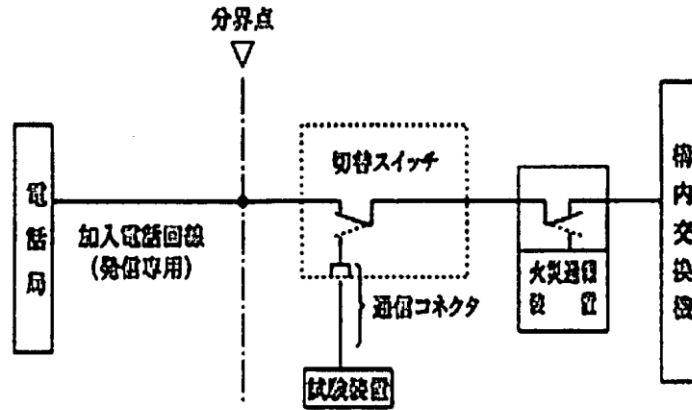 分界点
電話局
加入電話回線
(発信専用)
切替スイッチ
通信コネクタ
試験装置
火災通報
装置
構内交換機